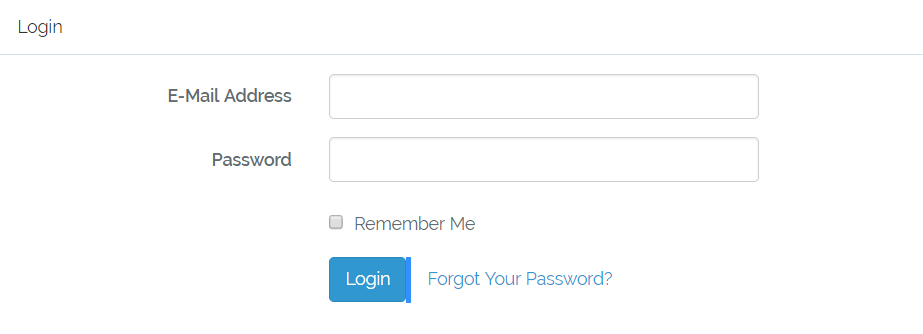 Login
E-Mail Address
Password
Remember Me
Login Forgot Your Password?